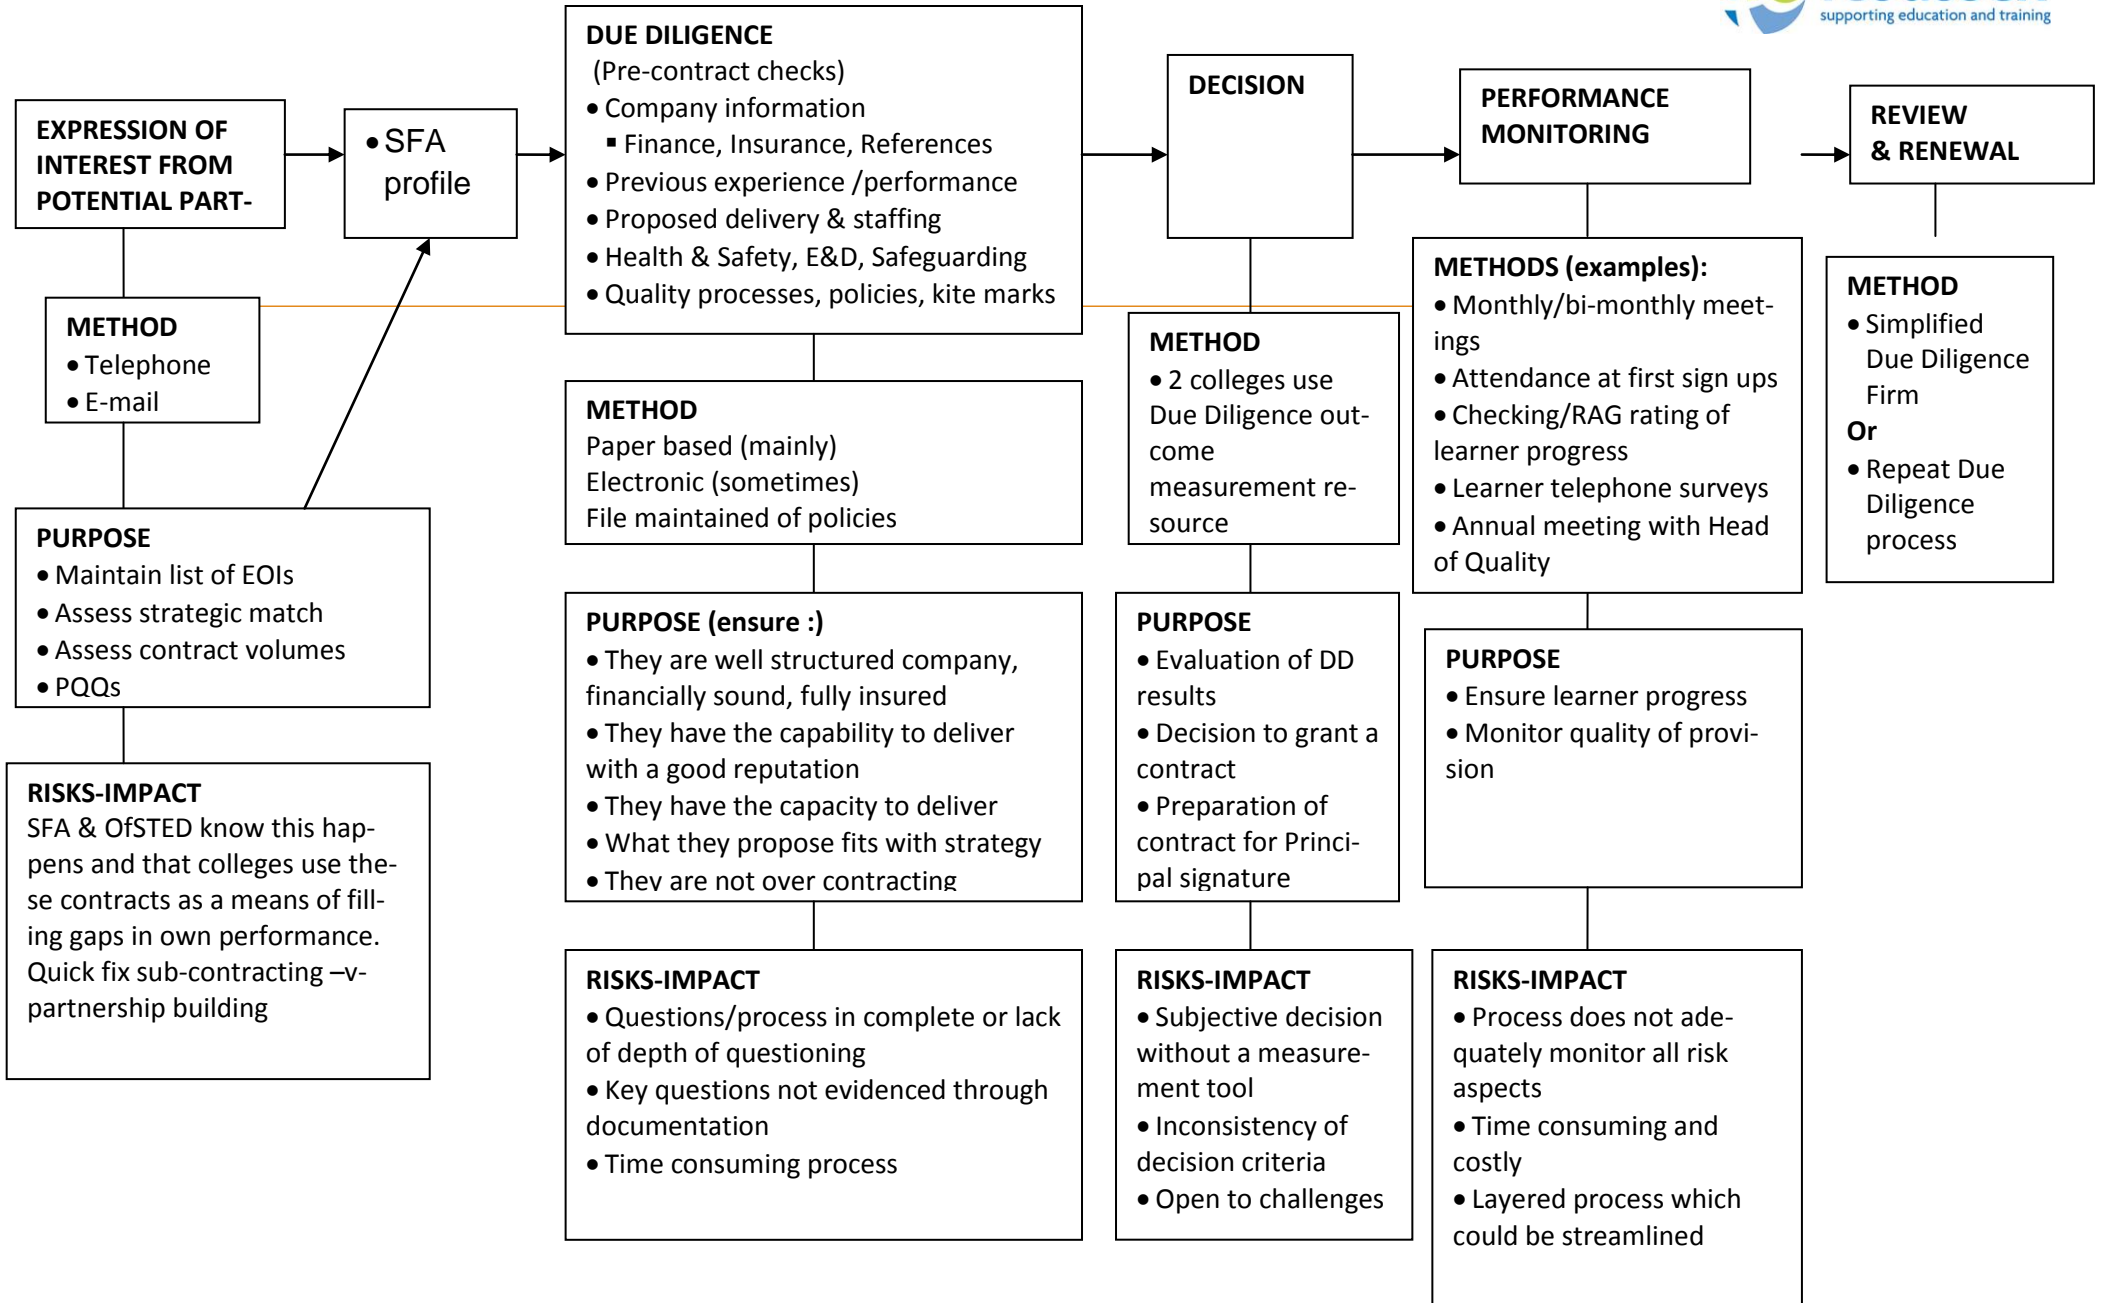 supporting education and training
EXPRESSION OF
INTEREST FROM
POTENTIAL PART-
METHOD
• Telephone
• E-mail
PURPOSE
• Maintain list of EOIs
• Assess strategic match
• Assess contract volumes
• PQQs
RISKS-IMPACT
SFA & OfSTED know this hap-
pens and that colleges use the-
se contracts as a means of fill-
ing gaps in own performance.
Quick fix sub-contracting –v-
partnership building
• SFA
profile
DUE DILIGENCE
(Pre-contract checks)
• Company information
▪ Finance, Insurance, References
• Previous experience /performance
• Proposed delivery & staffing
• Health & Safety, E&D, Safeguarding
• Quality processes, policies, kite marks
METHOD
Paper based (mainly)
Electronic (sometimes)
File maintained of policies
PURPOSE (ensure :)
• They are well structured company,
financially sound, fully insured
• They have the capability to deliver
with a good reputation
• They have the capacity to deliver
• What they propose fits with strategy
• They are not over contracting
RISKS-IMPACT
• Questions/process in complete or lack
of depth of questioning
• Key questions not evidenced through
documentation
• Time consuming process
DECISION
METHOD
• 2 colleges use
Due Diligence out-
come
measurement re-
source
PURPOSE
• Evaluation of DD
results
• Decision to grant a
contract
• Preparation of
contract for Princi-
pal signature
RISKS-IMPACT
• Subjective decision
without a measure-
ment tool
• Inconsistency of
decision criteria
• Open to challenges
PERFORMANCE
MONITORING
METHODS (examples):
• Monthly/bi-monthly meet-
ings
• Attendance at first sign ups
• Checking/RAG rating of
learner progress
• Learner telephone surveys
• Annual meeting with Head
of Quality
PURPOSE
• Ensure learner progress
• Monitor quality of provi-
sion
RISKS-IMPACT
• Process does not ade-
quately monitor all risk
aspects
• Time consuming and
costly
• Layered process which
could be streamlined
REVIEW
& RENEWAL
METHOD
• Simplified
Due Diligence
Firm
Or
• Repeat Due
Diligence
process